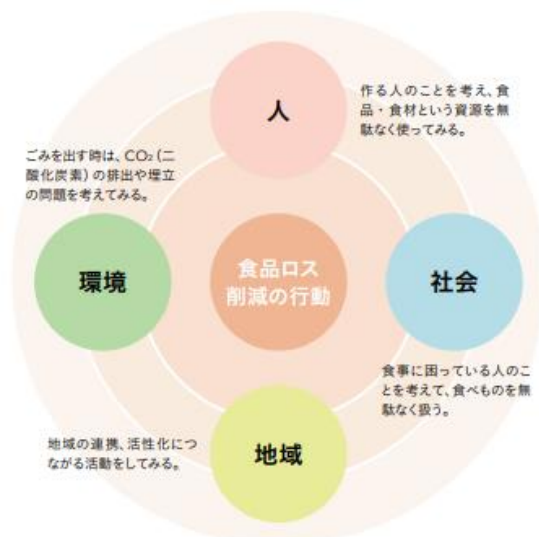 人
作る人のことを考え、食
品・食材という資源を無
駄なく使ってみる。
ごみを出す時は、CO₂(二
酸化炭素)の排出や埋立
の問題を考えてみる。
環境
食品ロス
削減の行動
社会
食事に困っている人のこ
とを考えて、食べものを無
駄なく扱う。
地域の連携、活性化につ
ながる活動をしてみる。
地域